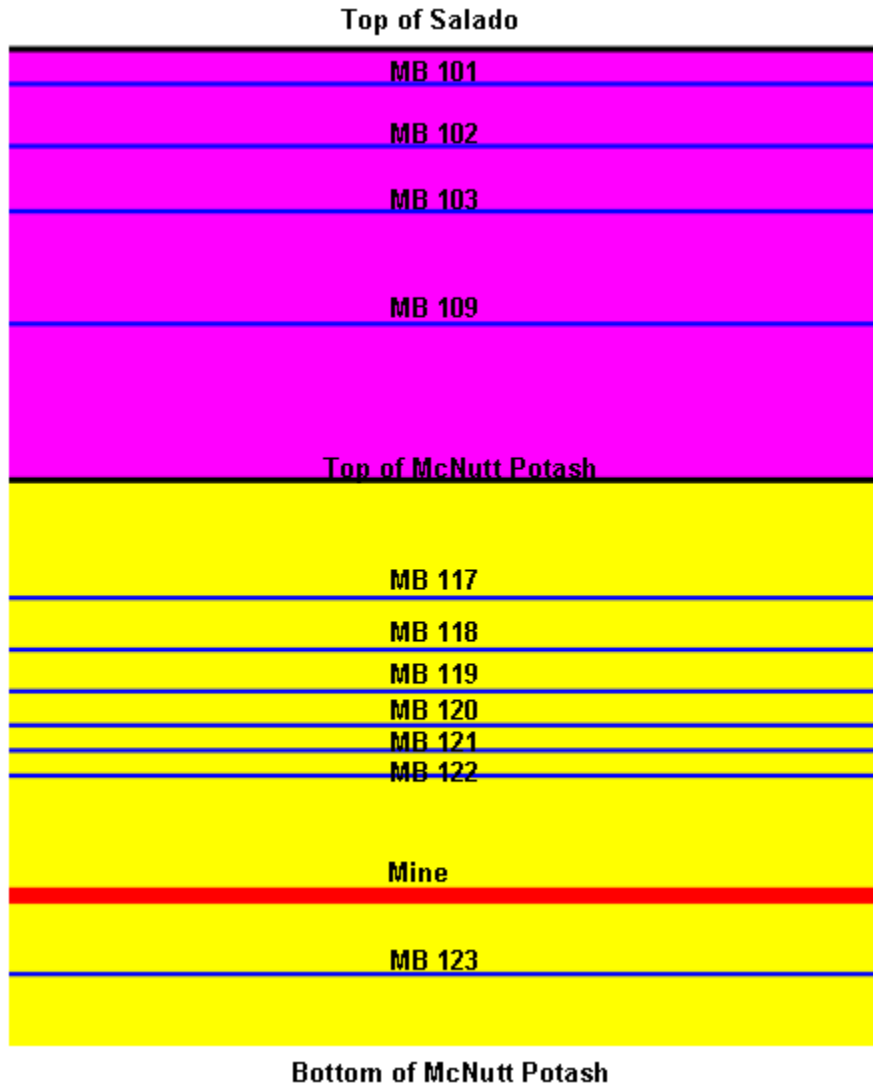 Top of Salado
MB 101
MB 102
MB 103
MB 109
Top of McNutt Potash
MB 117
MB 118
MB 119
MB 120
MB 121
MB 122
Mine
MB 123
Bottom of McNutt Potash